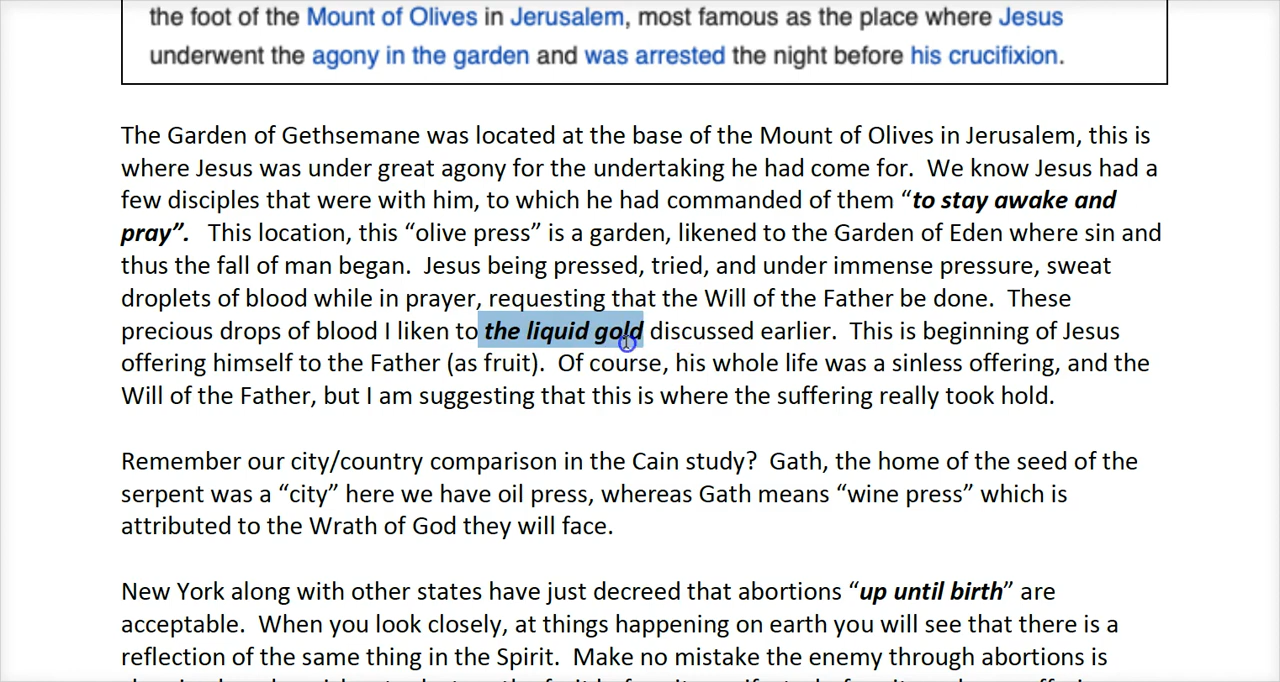 the foot of the Mount of Olives in Jerusalem, most famous as the place where Jesus
underwent the agony in the garden and was arrested the night before his crucifixion.
The Garden of Gethsemane was located at the base of the Mount of Olives in Jerusalem, this is
where Jesus was under great agony for the undertaking he had come for.  We know Jesus had a
few disciples that were with him, to which he had commanded of them “to stay awake and
pray”.   This location, this “olive press” is a garden, likened to the Garden of Eden where sin and
thus the fall of man began.  Jesus being pressed, tried, and under immense pressure, sweat
droplets of blood while in prayer, requesting that the Will of the Father be done.  These
precious drops of blood I liken to the liquid gold discussed earlier.  This is beginning of Jesus
offering himself to the Father (as fruit).  Of course, his whole life was a sinless offering, and the
Will of the Father, but I am suggesting that this is where the suffering really took hold.
Remember our city/country comparison in the Cain study?  Gath, the home of the seed of the
serpent was a “city” here we have oil press, whereas Gath means “wine press” which is
attributed to the Wrath of God they will face.
New York along with other states have just decreed that abortions “up until birth” are
acceptable.  When you look closely, at things happening on earth you will see that there is a
reflection of the same thing in the Spirit.  Make no mistake the enemy through abortions is